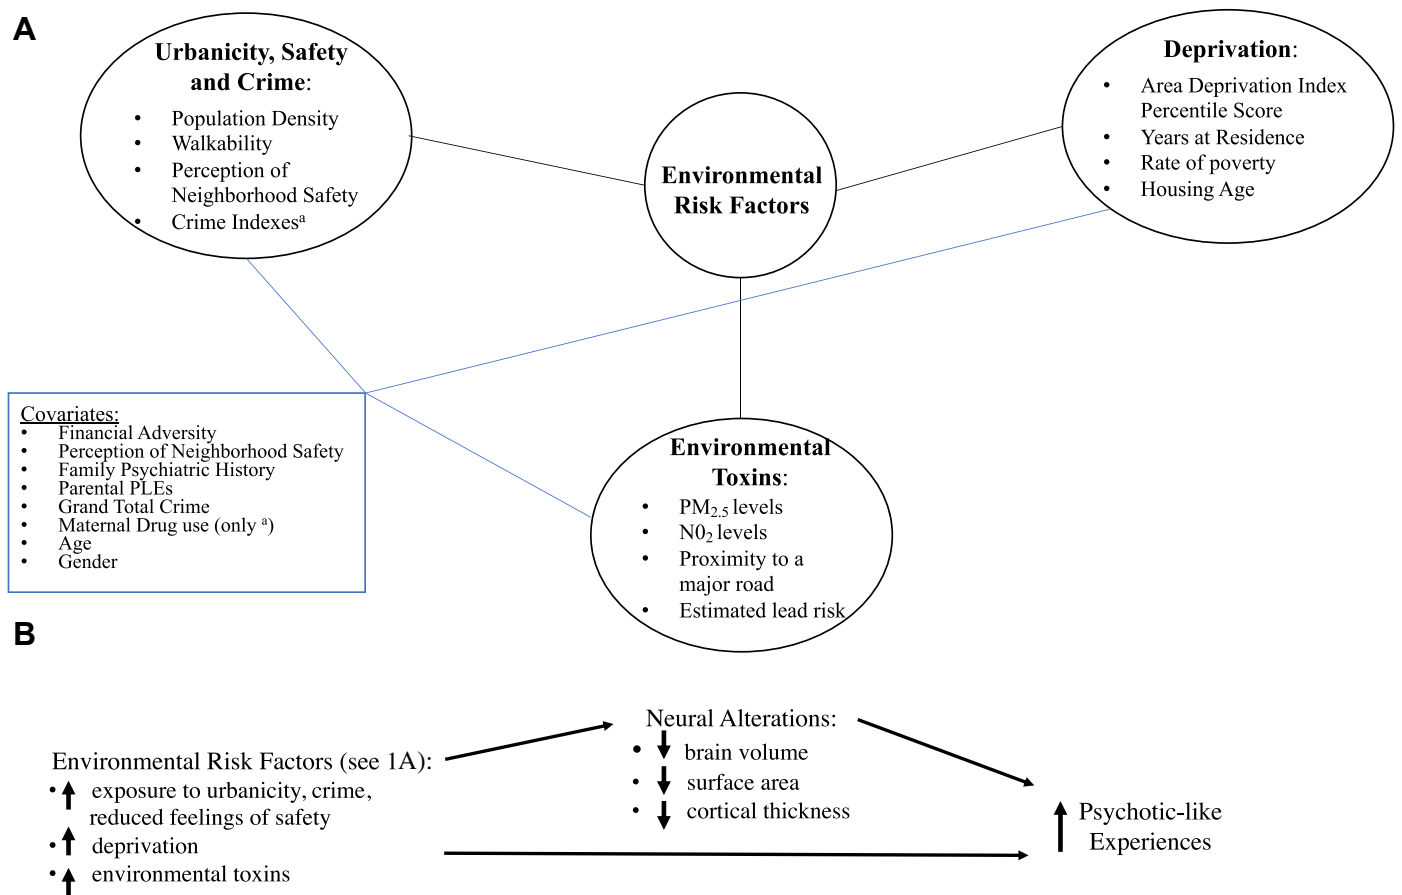 A
Urbanicity, Safety
and Crime:
• Population Density
• Walkability
• Perception of
Neighborhood Safety
• Crime Indexesᵃ
Environmental
Risk Factors
Deprivation:
• Area Deprivation Index
Percentile Score
• Years at Residence
• Rate of poverty
• Housing Age
Covariates:
• Financial Adversity
• Perception of Neighborhood Safety
• Family Psychiatric History
• Parental PLEs
• Grand Total Crime
• Maternal Drug use (only ᵃ)
• Age
• Gender
Environmental
Toxins:
• PM₂.₅ levels
• N0₂ levels
• Proximity to a
major road
• Estimated lead risk
B
Environmental Risk Factors (see 1A):
• ↑ exposure to urbanicity, crime,
reduced feelings of safety
• ↑ deprivation
• ↑ environmental toxins
Neural Alterations:
• ↓ brain volume
• ↓ surface area
• ↓ cortical thickness
↑ Psychotic-like
Experiences